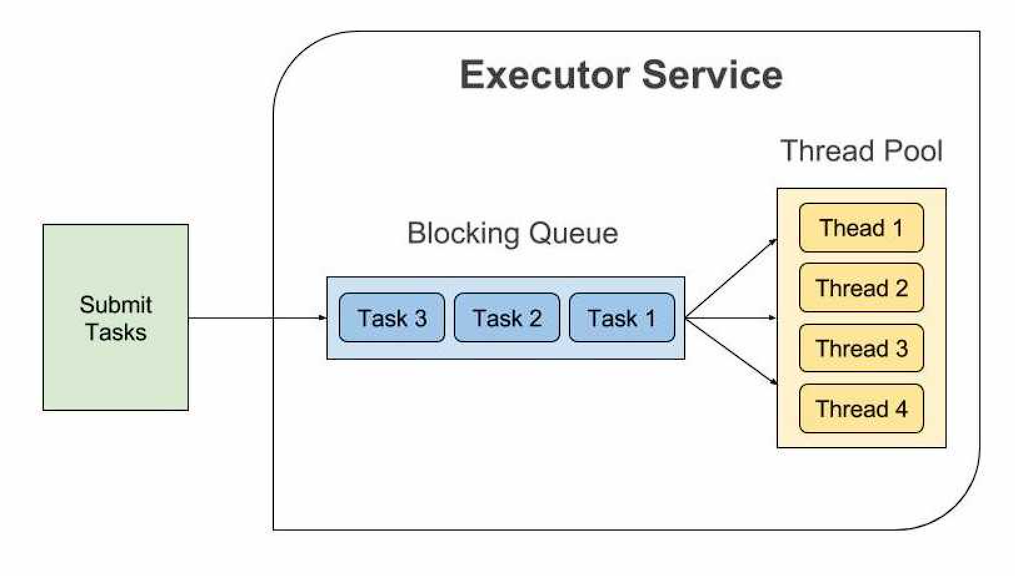 Executor Service
Thread Pool
Blocking Queue
Submit
Tasks
Task 3
Task 2
Task 1
Thead 1
Thread 2
Thread 3
Thread 4